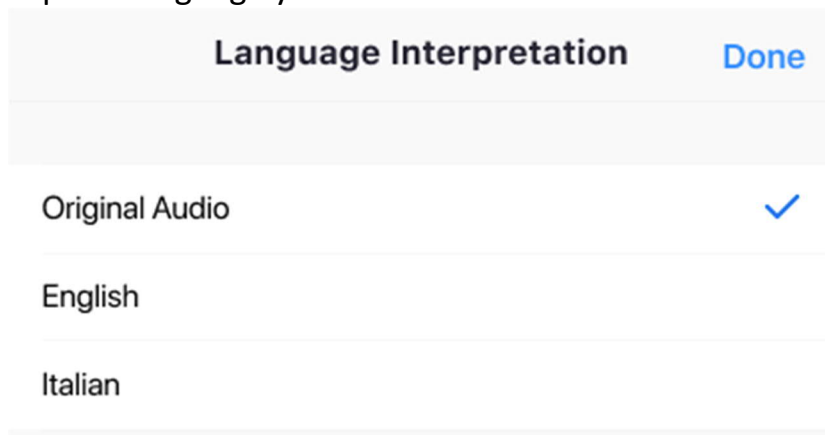 Language Interpretation
Done
Original Audio
English
Italian